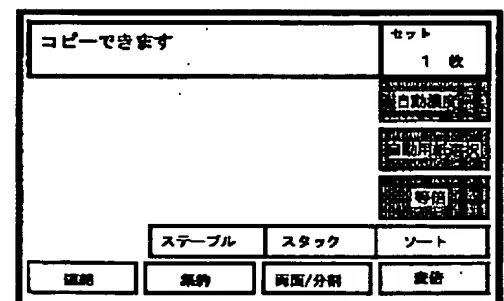 コピーできます
セット
1 枚
自動濃度
自動用紙選択
等倍
ステープル
スタック
ソート
連続
集約
両面/分割
変倍